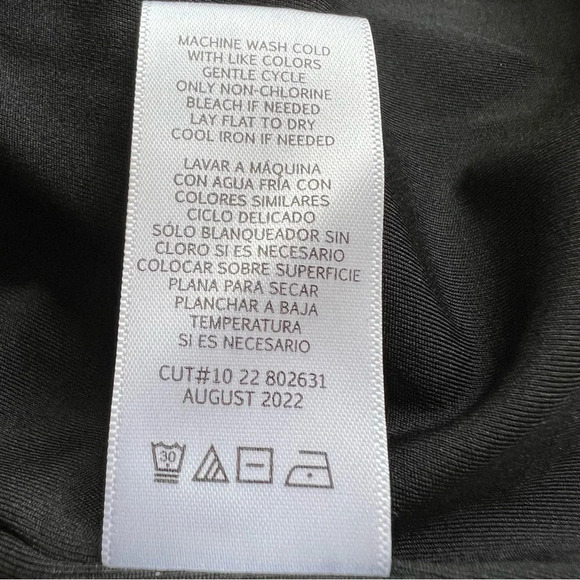 MACHINE WASH COLD
WITH LIKE COLORS
GENTLE CYCLE
ONLY NON-CHLORINE
BLEACH IF NEEDED
LAY FLAT TO DRY
COOL IRON IF NEEDED
LAVAR A MÁQUINA
CON AGUA FRÍA CON
COLORES SIMILARES
CICLO DELICADO
SÓLO BLANQUEADOR SIN
CLORO SI ES NECESARIO
COLOCAR SOBRE SUPERFICIE
PLANA PARA SECAR
PLANCHAR A BAJA
TEMPERATURA
SI ES NECESARIO
CUT#10 22 802631
AUGUST 2022
30